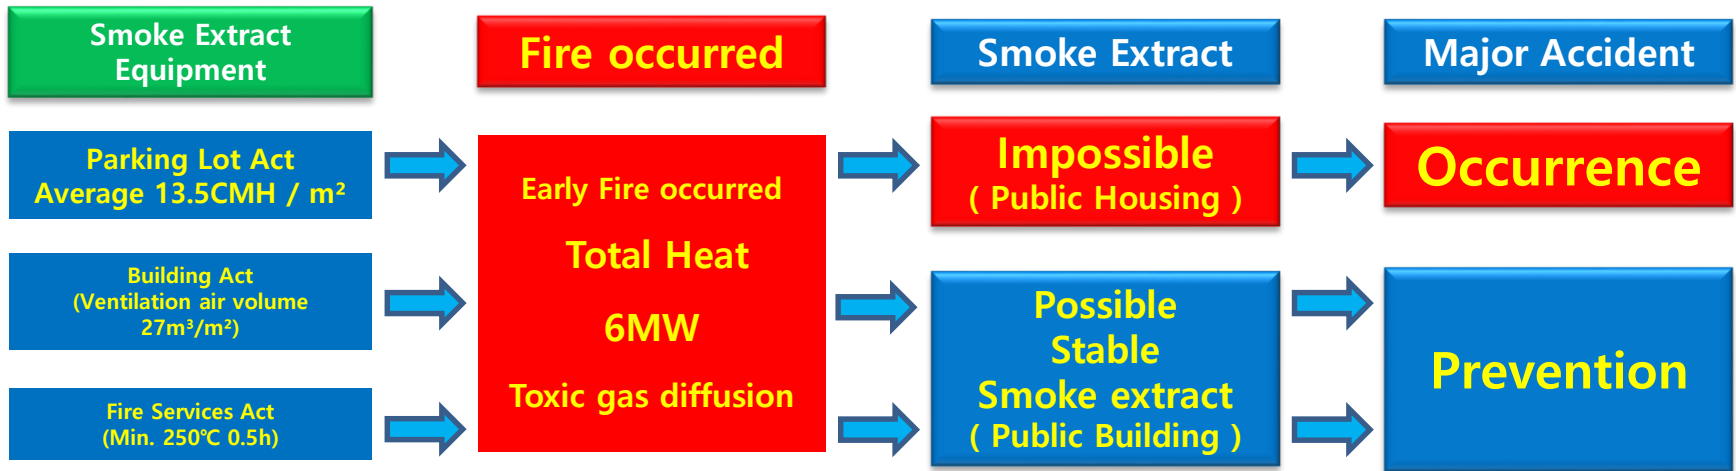 Smoke Extract
Equipment
Fire occurred
Smoke Extract
Major Accident
Parking Lot Act
Average 13.5CMH / m²
Building Act
(Ventilation air volume
27m³/m²)
Fire Services Act
(Min. 250℃ 0.5h)
Early Fire occurred
Total Heat
6MW
Toxic gas diffusion
Impossible
( Public Housing )
Possible
Stable
Smoke extract
( Public Building )
Occurrence
Prevention